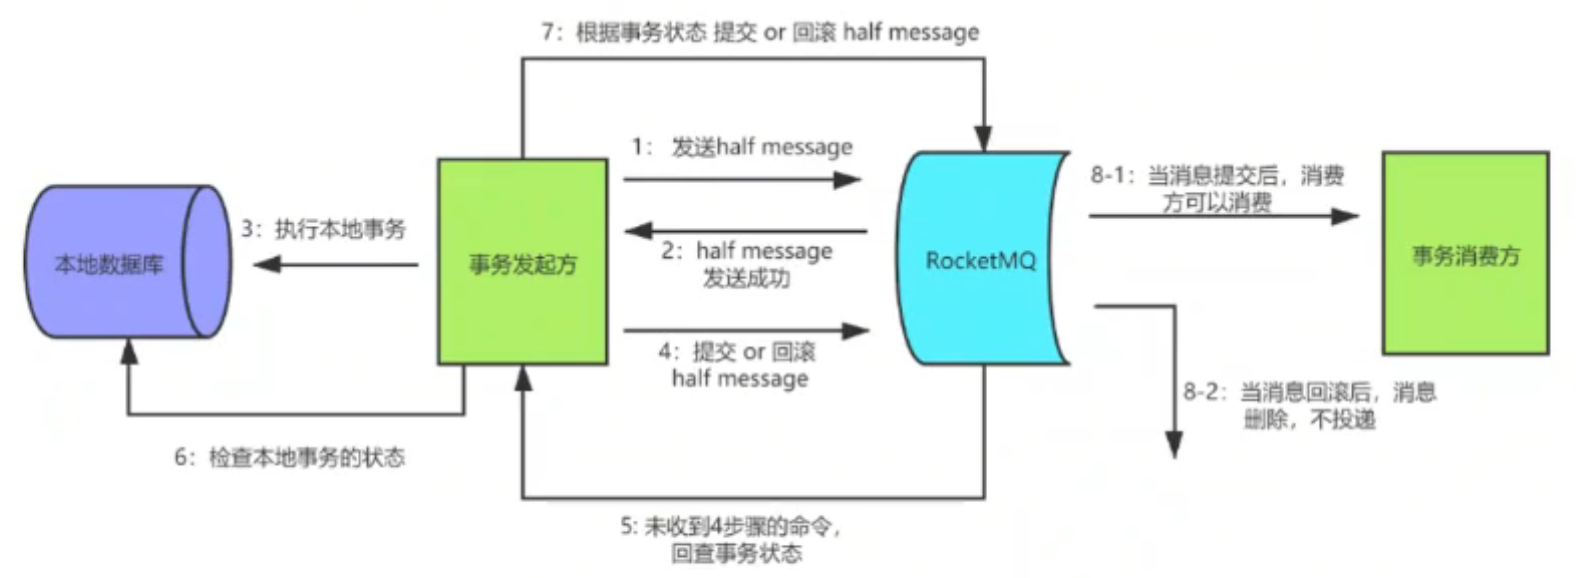 7：根据事务状态 提交 or 回滚 half message
1： 发送half message
8-1：当消息提交后，消费
方可以消费
3：执行本地事务
2：half message
发送成功
本地数据库
事务发起方
RocketMQ
事务消费方
4：提交 or 回滚
half message
8-2：当消息回滚后，消息
删除，不投递
6：检查本地事务的状态
5: 未收到4步骤的命令，
回查事务状态